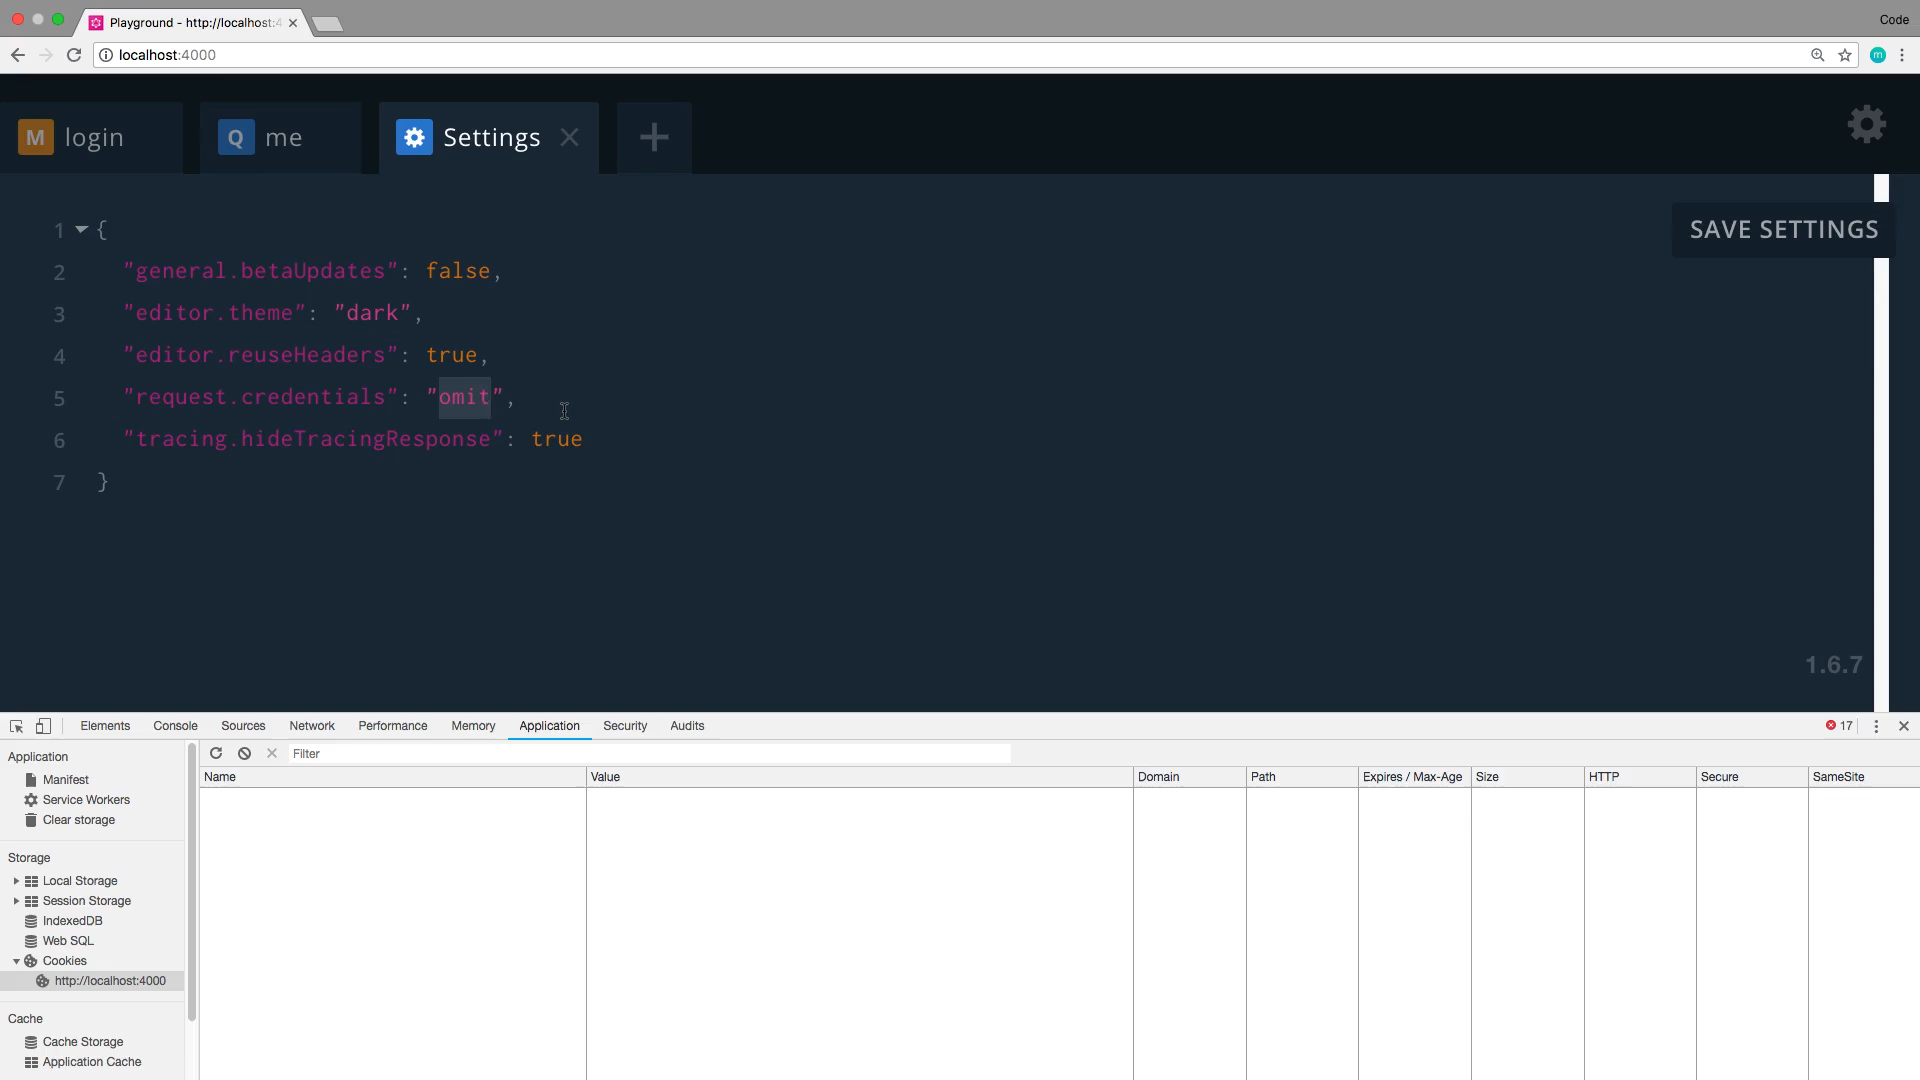 Playground - http://localhost:4
Code
localhost:4000
m
M login
Q me
Settings
SAVE SETTINGS
1 {
2 "general.betaUpdates": false,
3 "editor.theme": "dark",
4 "editor.reuseHeaders": true,
5 "request.credentials": "omit",
6 "tracing.hideTracingResponse": true
7 }
1.6.7
Elements Console Sources Network Performance Memory Application Security Audits
17
Application
Manifest
Service Workers
Clear storage
Storage
Local Storage
Session Storage
IndexedDB
Web SQL
Cookies
http://localhost:4000
Cache
Cache Storage
Application Cache
Filter
Name Value Domain Path Expires / Max-Age Size HTTP Secure SameSite